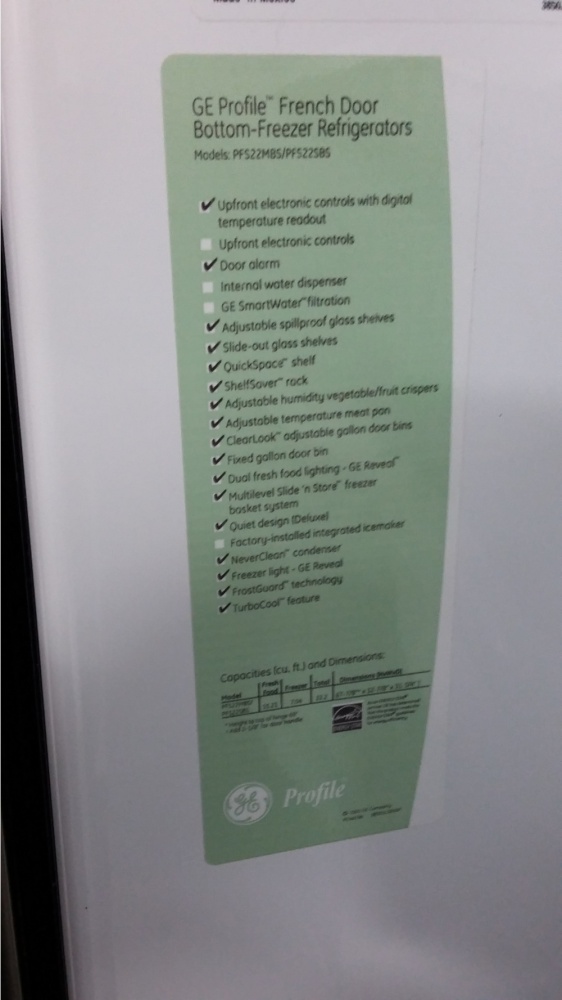 GE Profile™ French Door
Bottom-Freezer Refrigerators
Models: PFS22MBS/PFS22SBS
✔ Upfront electronic controls with digital
temperature readout
Upfront electronic controls
✔ Door alarm
Internal water dispenser
GE SmartWater™ filtration
✔ Adjustable spillproof glass shelves
✔ Slide-out glass shelves
✔ QuickSpace™ shelf
✔ ShelfSaver™ rack
✔ Adjustable humidity vegetable/fruit crispers
✔ Adjustable temperature meat pan
✔ ClearLook™ adjustable gallon door bins
✔ Fixed gallon door bin
✔ Dual fresh food lighting - GE Reveal™
✔ Multilevel Slide 'n Store™ freezer
basket system
✔ Quiet design (Deluxe)
Factory-installed integrated icemaker
✔ NeverClean™ condenser
✔ Freezer light - GE Reveal
✔ FrostGuard™ technology
✔ TurboCool™ feature
Capacities (cu. ft.) and Dimensions:
Model Fresh Food Freezer Total Dimensions
GE Profile